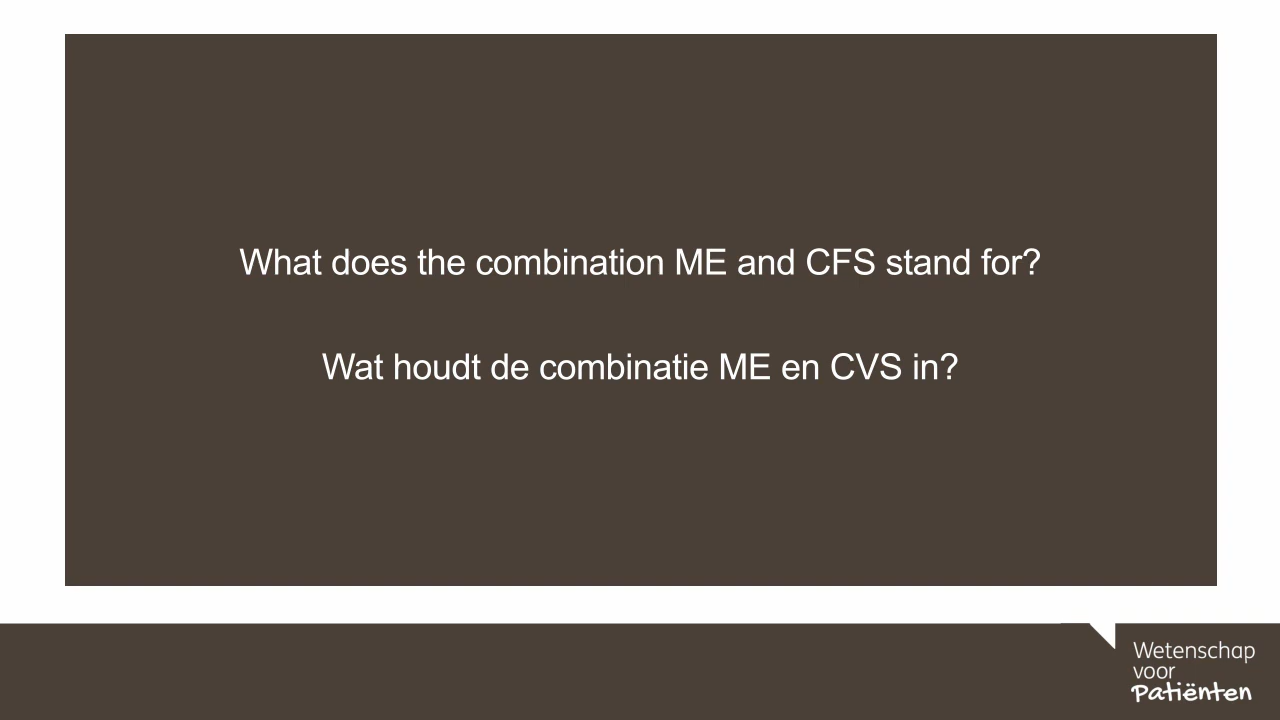 What does the combination ME and CFS stand for?
Wat houdt de combinatie ME en CVS in?
Wetenschap
voor
Patiënten